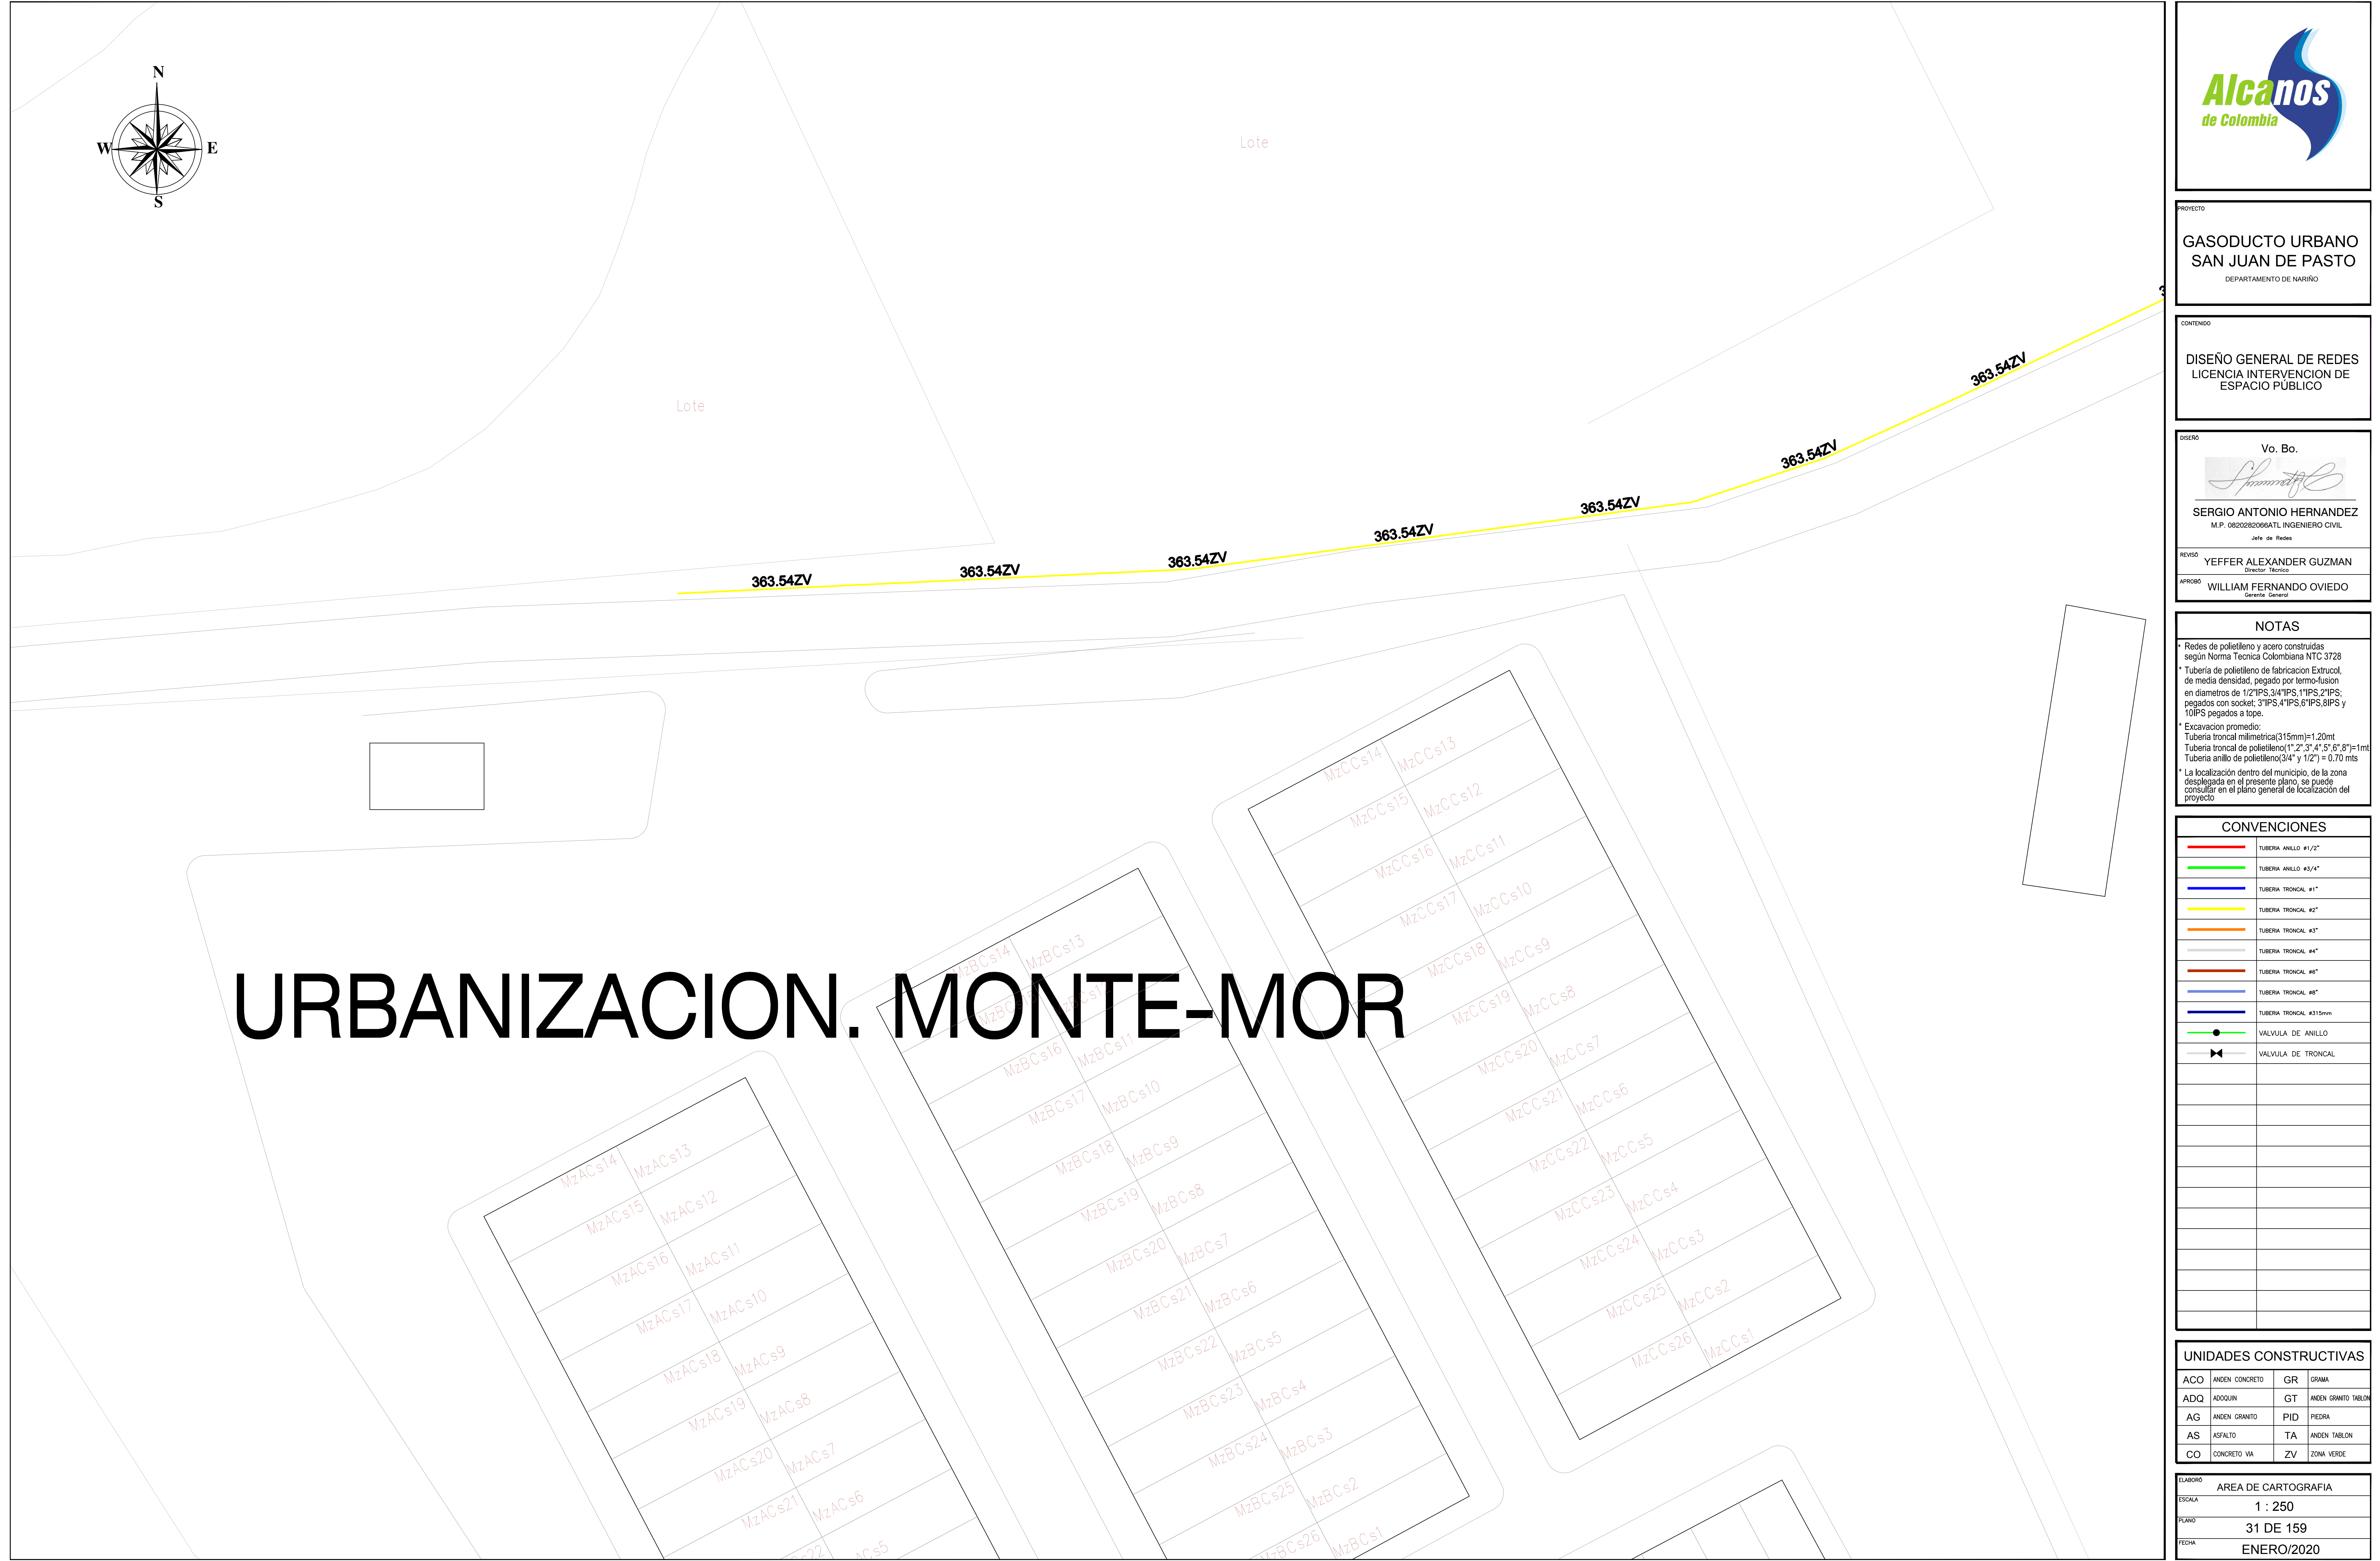 N
W
E
S
Lote
Lote
363.54ZV
363.54ZV
363.54ZV
363.54ZV
363.54ZV
363.54ZV
363.54ZV
3
URBANIZACION. MONTE-MOR
MzCCs14 MzCCs13
MzCCs15 MzCCs12
MzCCs16 MzCCs11
MzCCs17 MzCCs10
MzCCs18 MzCCs9
MzCCs19 MzCCs8
MzCCs20 MzCCs7
MzCCs21 MzCCs6
MzCCs22 MzCCs5
MzCCs23 MzCCs4
MzCCs24 MzCCs3
MzCCs25 MzCCs2
MzCCs26 MzCCs1
MzBCs14 MzBCs13
MzBCs16 MzBCs11
MzBCs17 MzBCs10
MzBCs18 MzBCs9
MzBCs19 MzBCs8
MzBCs20 MzBCs7
MzBCs21 MzBCs6
MzBCs22 MzBCs5
MzBCs23 MzBCs4
MzBCs24 MzBCs3
MzBCs25 MzBCs2
MzBCs26 MzBCs1
MzACs14 MzACs13
MzACs15 MzACs12
MzACs16 MzACs11
MzACs17 MzACs10
MzACs18 MzACs9
MzACs19 MzACs8
MzACs20 MzACs7
MzACs21 MzACs6
Alcanos
de Colombia
PROYECTO
GASODUCTO URBANO
SAN JUAN DE PASTO
DEPARTAMENTO DE NARIÑO
CONTENIDO
DISEÑO GENERAL DE REDES
LICENCIA INTERVENCION DE
ESPACIO PÚBLICO
DISEÑÓ
Vo. Bo.
SERGIO ANTONIO HERNANDEZ
M.P. 0820282066ATL INGENIERO CIVIL
Jefe de Redes
REVISÓ
YEFFER ALEXANDER GUZMAN
Director Técnico
APROBÓ
WILLIAM FERNANDO OVIEDO
Gerente General
NOTAS
* Redes de polietileno y acero construidas
según Norma Tecnica Colombiana NTC 3728
* Tubería de polietileno de fabricacion Extrucol,
de media densidad, pegado por termo-fusion
en diametros de 1/2"IPS,3/4"IPS,1"IPS,2"IPS;
pegados con socket; 3"IPS,4"IPS,6"IPS,8IPS y
10IPS pegados a tope.
* Excavacion promedio:
Tuberia troncal milimetrica(315mm)=1.20mt
Tuberia troncal de polietileno(1",2",3",4",5",6",8")=1mt
Tuberia anillo de polietileno(3/4" y 1/2") = 0.70 mts
* La localización dentro del municipio, de la zona
desplegada en el presente plano, se puede
consultar en el plano general de localización del
proyecto
CONVENCIONES
TUBERIA ANILLO #1/2"
TUBERIA ANILLO #3/4"
TUBERIA TRONCAL #1"
TUBERIA TRONCAL #2"
TUBERIA TRONCAL #3"
TUBERIA TRONCAL #4"
TUBERIA TRONCAL #6"
TUBERIA TRONCAL #8"
TUBERIA TRONCAL #315mm
VALVULA DE ANILLO
VALVULA DE TRONCAL
UNIDADES CONSTRUCTIVAS
ACO ANDEN CONCRETO GR GRAMA
ADQ ADOQUIN GT ANDEN GRANITO TABLON
AG ANDEN GRANITO PID PIEDRA
AS ASFALTO TA ANDEN TABLON
CO CONCRETO VIA ZV ZONA VERDE
ELABORÓ
AREA DE CARTOGRAFIA
ESCALA
1 : 250
PLANO
31 DE 159
FECHA
ENERO/2020